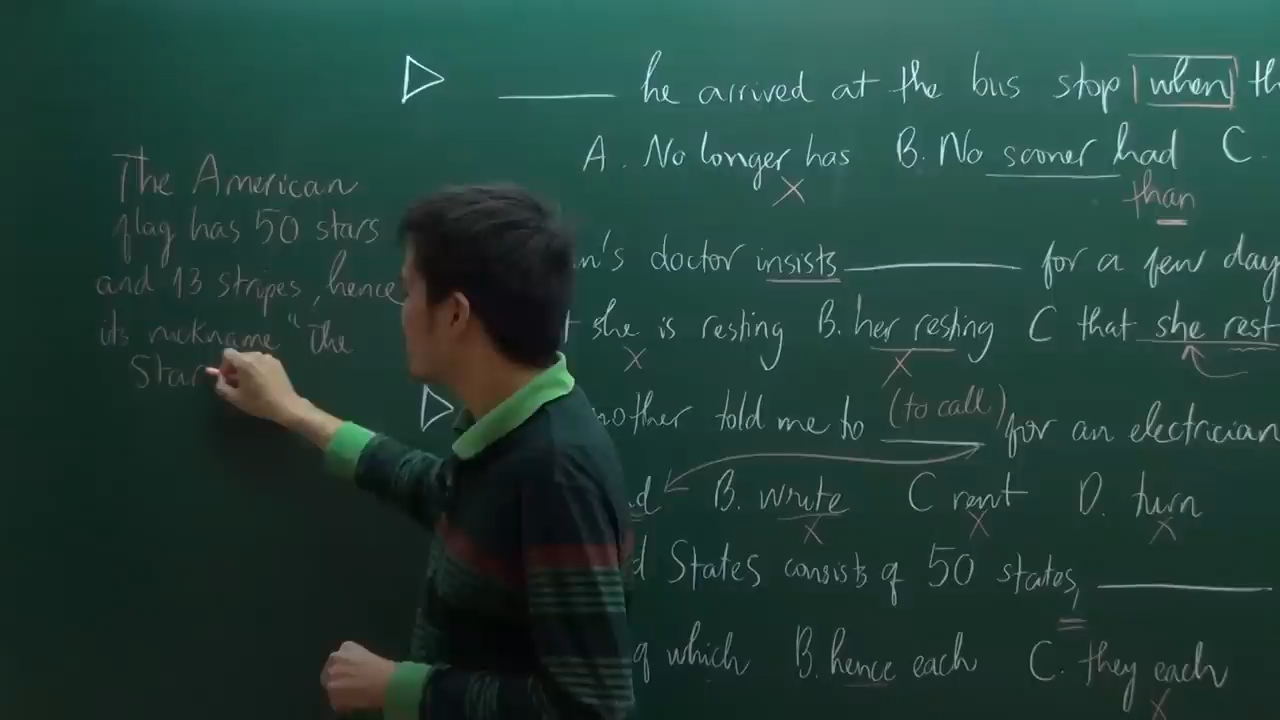 The American
flag has 50 stars
and 13 stripes, hence
its nickname "The
Star
he arrived at the bus stop when th
A. No longer has B. No sooner had C.
than
n's doctor insists for a few day
she is resting B. her resting C that she rest
other told me to (to call) for an electrician
d B. write C rent D. turn
d States consists of 50 states,
of which B. hence each C. they each